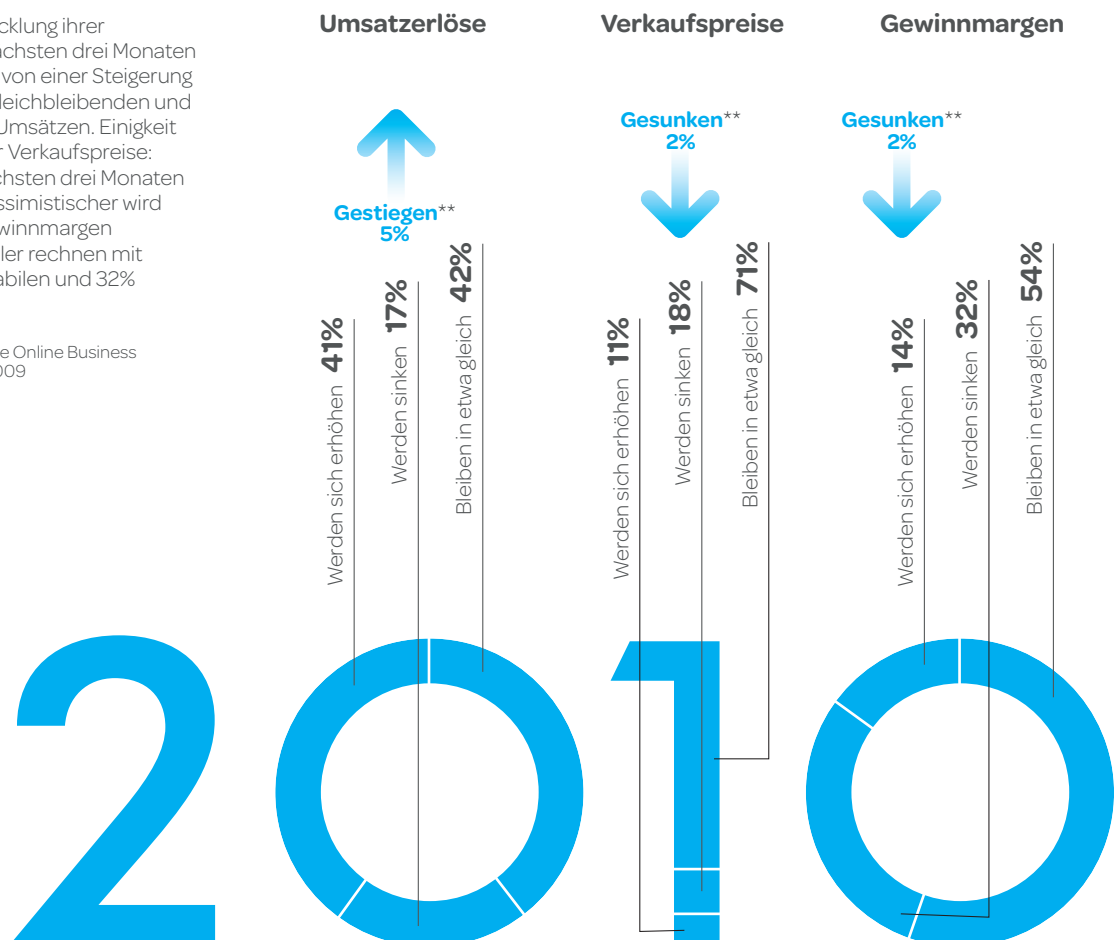 cklung ihrer
ächsten drei Monaten
von einer Steigerung
leichbleibenden und
Umsätzen. Einigkeit
r Verkaufspreise:
chsten drei Monaten
ssimistischer wird
winnmargen
ler rechnen mit
abilen und 32%
e Online Business
009
Umsatzerlöse
Gestiegen**
5%
Werden sich erhöhen 41%
Werden sinken 17%
Bleiben in etwa gleich 42%
Verkaufspreise
Gesunken**
2%
Werden sich erhöhen 11%
Werden sinken 18%
Bleiben in etwa gleich 71%
Gewinnmargen
Gesunken**
2%
Werden sich erhöhen 14%
Werden sinken 32%
Bleiben in etwa gleich 54%
2010